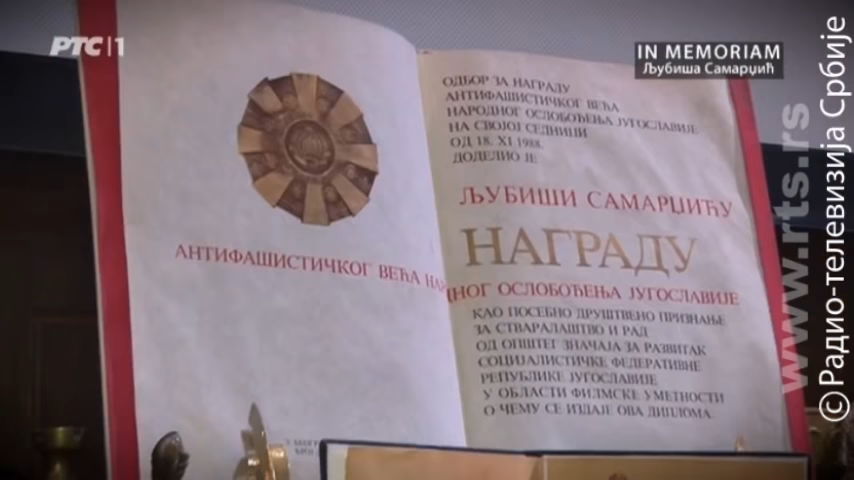 РТС|1
IN MEMORIAM
Љубиша Самарџић
ОДБОР ЗА НАГРАДУ
АНТИФАШИСТИЧКОГ ВЕЋА
НАРОДНОГ ОСЛОБОЂЕЊА ЈУГОСЛАВИЈЕ
НА СВОЈОЈ СЕДНИЦИ
ОД 18. XI 1988.
ДОДЕЛИО ЈЕ
ЉУБИШИ САМАРЏИЋУ
НАГРАДУ
АНТИФАШИСТИЧКОГ ВЕЋА НАРОДНОГ ОСЛОБОЂЕЊА ЈУГОСЛАВИЈЕ
КАО ПОСЕБНО ДРУШТВЕНО ПРИЗНАЊЕ
ЗА СТВАРАЛАШТВО И РАД
ОД ОПШТЕГ ЗНАЧАЈА ЗА РАЗВИТАК
СОЦИЈАЛИСТИЧКЕ ФЕДЕРАТИВНЕ
РЕПУБЛИКЕ ЈУГОСЛАВИЈЕ
У ОБЛАСТИ ФИЛМСКЕ УМЕТНОСТИ
О ЧЕМУ СЕ ИЗДАЈЕ ОВА ДИПЛОМА.
www.rts.rs
© Радио-телевизија Србије